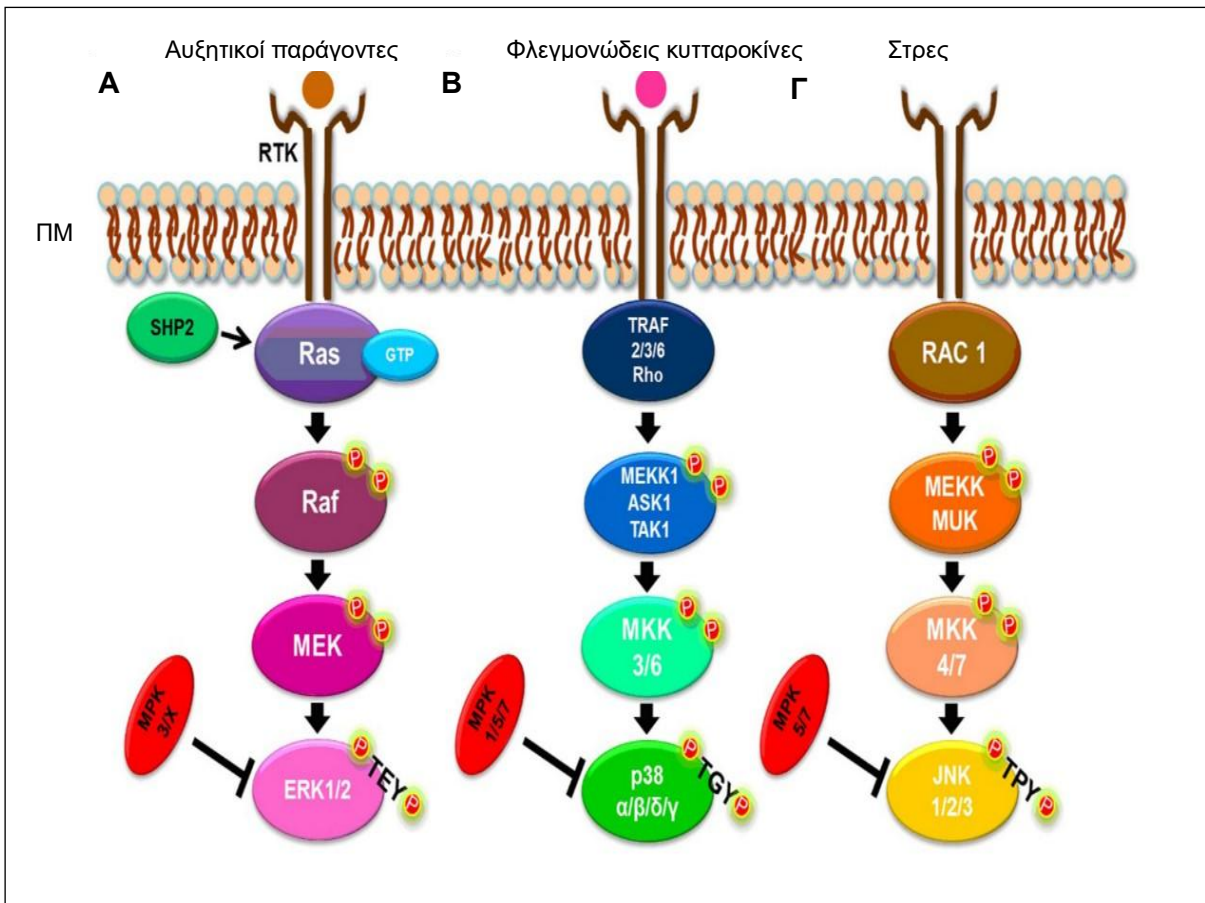 Αυξητικοί παράγοντες
Φλεγμονώδεις κυτταροκίνες
Στρες
Α
Β
Γ
RTK
ΠΜ
SHP2
Ras
GTP
TRAF
2/3/6
Rho
RAC 1
Raf
P
P
MEKK1
ASK1
TAK1
P
P
MEKK
MUK
P
P
MEK
P
P
MKK
3/6
P
P
MKK
4/7
P
P
MPK
3/X
ERK1/2
P
TEY
P
MPK
1/5/7
p38
α/β/δ/γ
P
TGY
P
MPK
5/7
JNK
1/2/3
P
TPY
P